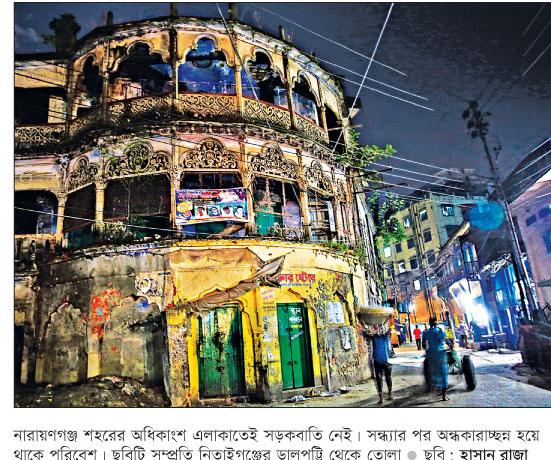 স্টোর
নারায়ণগঞ্জ শহরের অধিকাংশ এলাকাতেই সড়কবাতি নেই। সন্ধ্যার পর অন্ধকারাচ্ছন্ন হয়ে
থাকে পরিবেশ। ছবিটি সম্প্রতি নিতাইগঞ্জের ডালপট্টি থেকে তোলা ● ছবি : হাসান রাজা